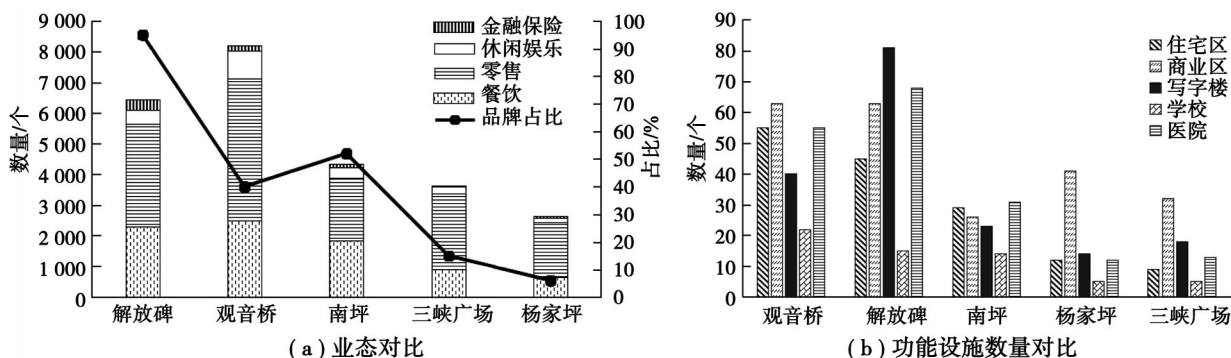 9 000
8 000
7 000
6 000
5 000
4 000
3 000
2 000
1 000
0
数量/个
金融保险
休闲娱乐
零售
餐饮
品牌占比
100
90
80
70
60
50
40
30
20
10
0
占比/%
解放碑 观音桥 南坪 三峡广场 杨家坪
(a)业态对比
90
80
70
60
50
40
30
20
10
0
数量/个
住宅区
商业区
写字楼
学校
医院
观音桥 解放碑 南坪 杨家坪 三峡广场
(b)功能设施数量对比